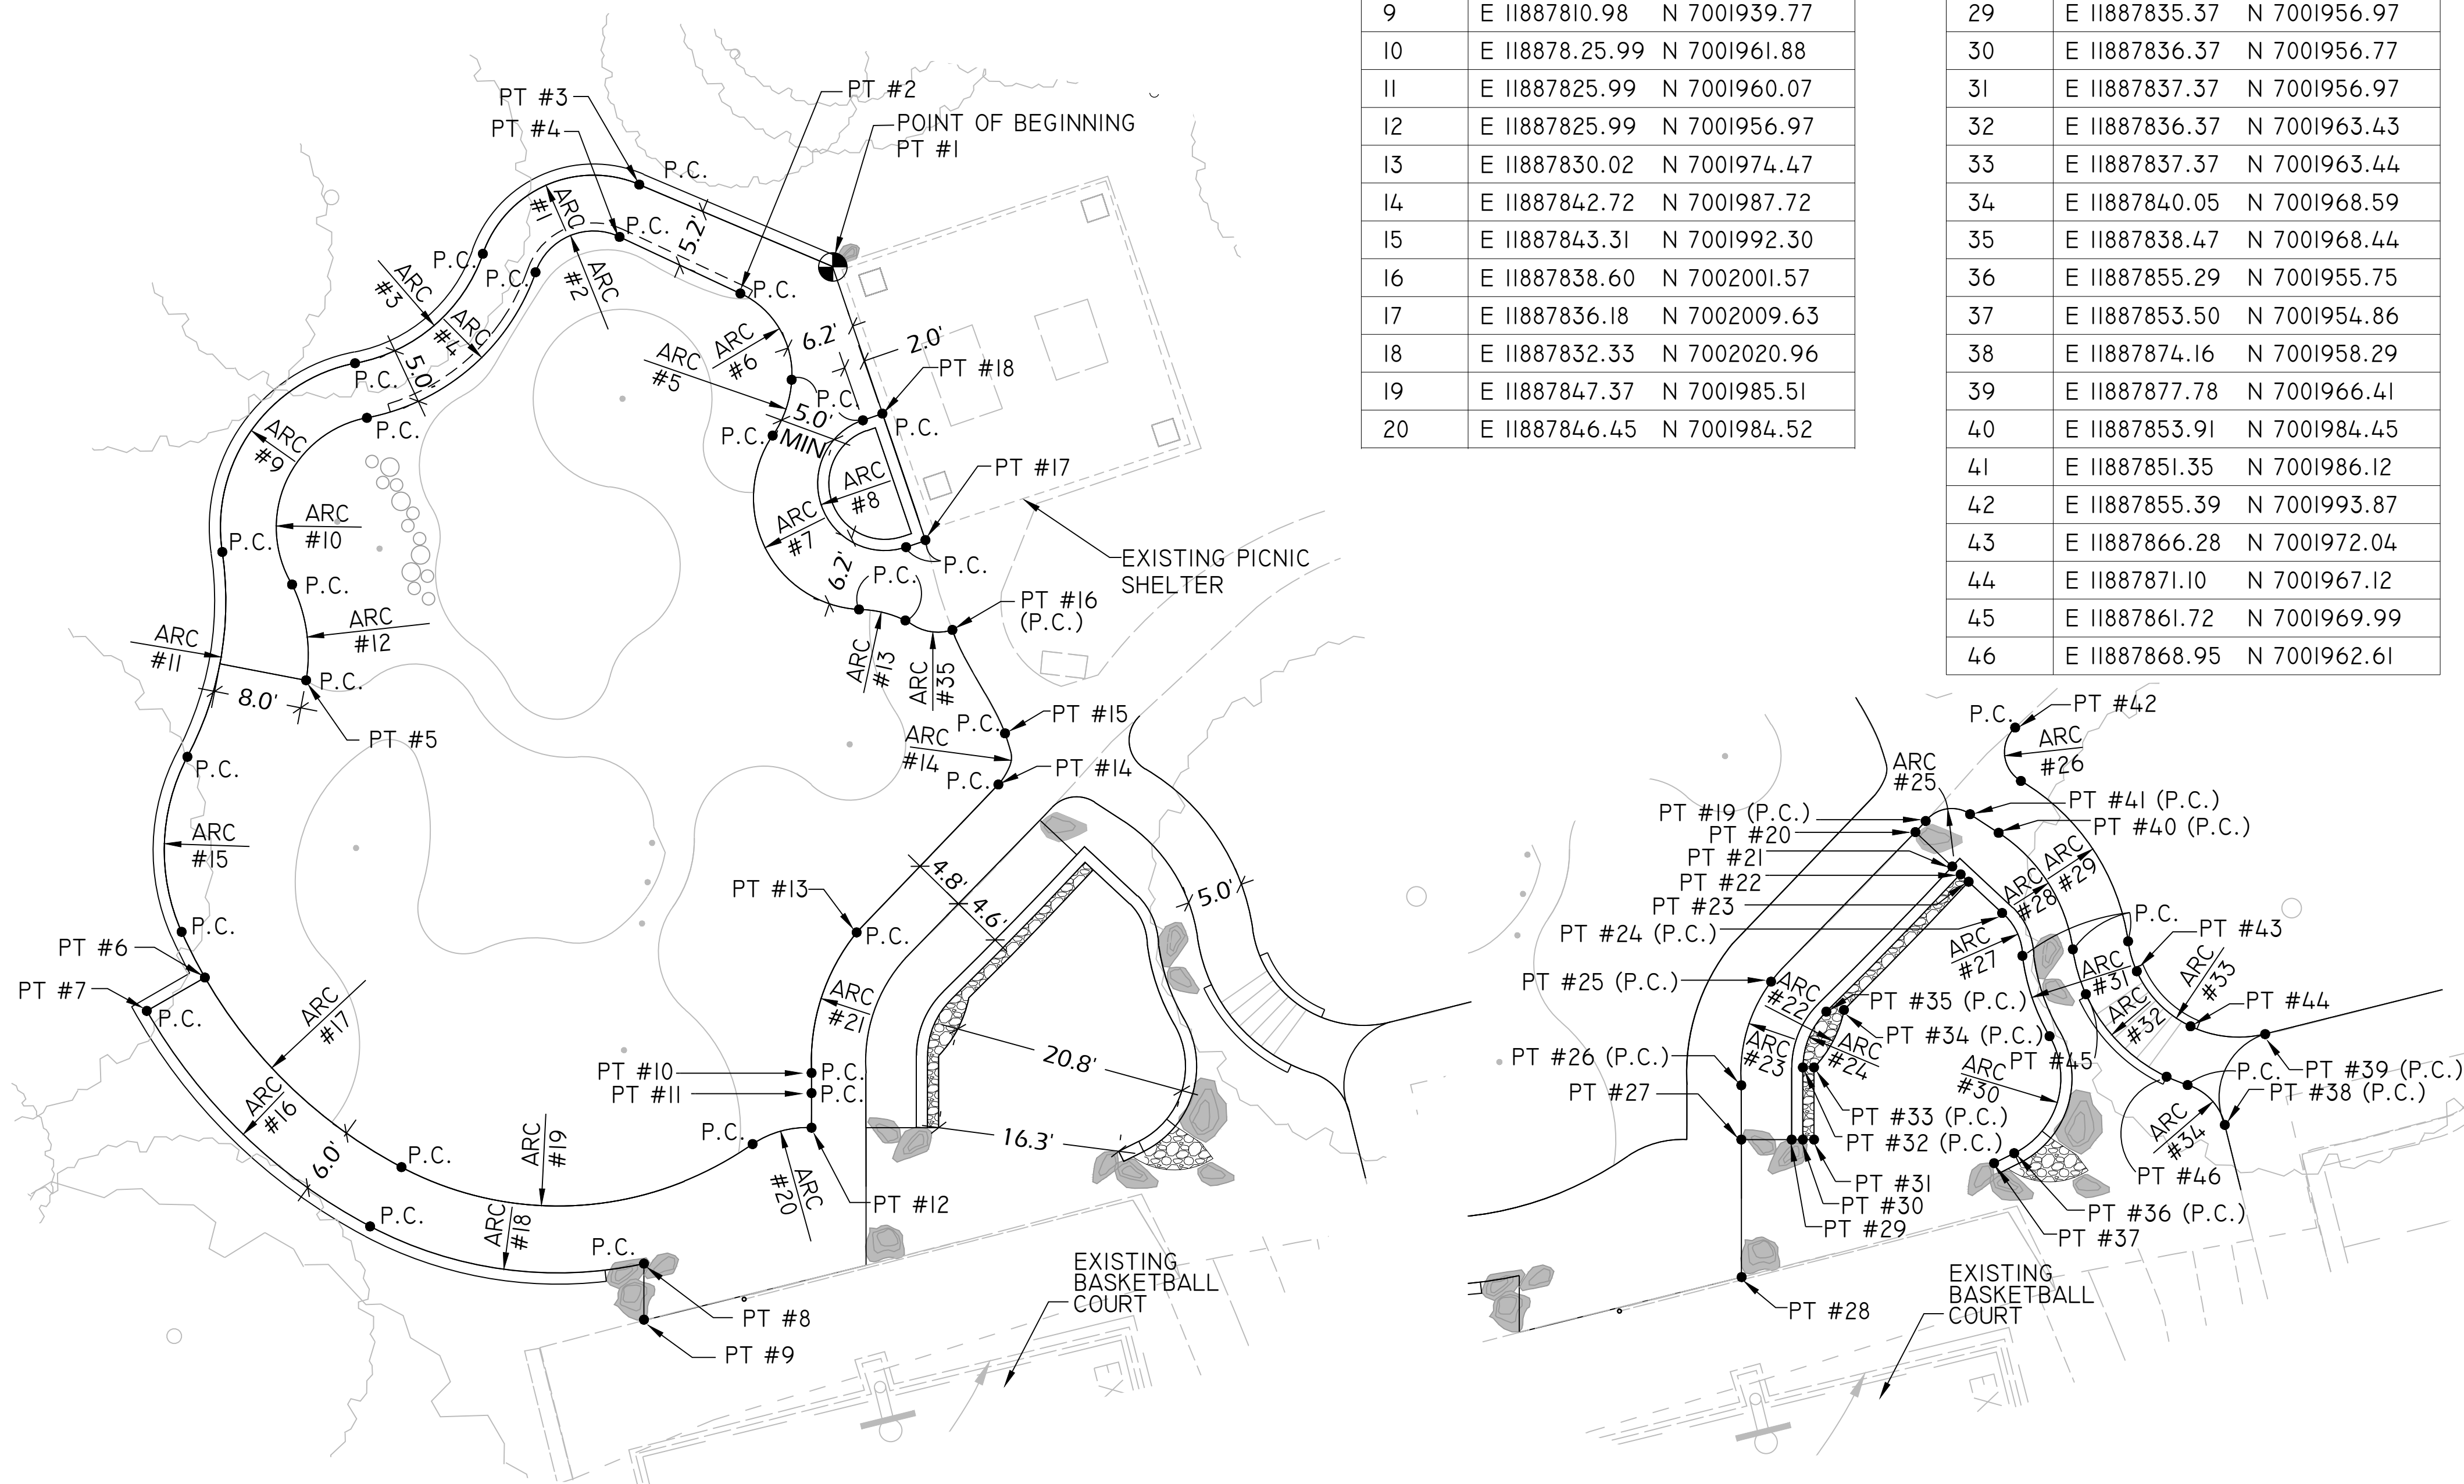 9 E 11887810.98 N 7001939.77
10 E 118878.25.99 N 7001961.88
11 E 11887825.99 N 7001960.07
12 E 11887825.99 N 7001956.97
13 E 11887830.02 N 7001974.47
14 E 11887842.72 N 7001987.72
15 E 11887843.31 N 7001992.30
16 E 11887838.60 N 7002001.57
17 E 11887836.18 N 7002009.63
18 E 11887832.33 N 7002020.96
19 E 11887847.37 N 7001985.51
20 E 11887846.45 N 7001984.52
29 E 11887835.37 N 7001956.97
30 E 11887836.37 N 7001956.77
31 E 11887837.37 N 7001956.97
32 E 11887836.37 N 7001963.43
33 E 11887837.37 N 7001963.44
34 E 11887840.05 N 7001968.59
35 E 11887838.47 N 7001968.44
36 E 11887855.29 N 7001955.75
37 E 11887853.50 N 7001954.86
38 E 11887874.16 N 7001958.29
39 E 11887877.78 N 7001966.41
40 E 11887853.91 N 7001984.45
41 E 11887851.35 N 7001986.12
42 E 11887855.39 N 7001993.87
43 E 11887866.28 N 7001972.04
44 E 11887871.10 N 7001967.12
45 E 11887861.72 N 7001969.99
46 E 11887868.95 N 7001962.61
PT #2
PT #3
PT #4
POINT OF BEGINNING
PT #1
P.C.
P.C.
P.C.
P.C.
P.C.
ARC
#1
ARC
#2
5.2'
ARC
#3
ARC
#4
5.0'
P.C.
P.C.
ARC
#6
6.2'
2.0'
ARC
#5
P.C.
5.0'
MIN.
P.C.
P.C.
PT #18
PT #17
ARC
#8
ARC
#7
6.2'
P.C.
P.C.
EXISTING PICNIC
SHELTER
PT #16
(P.C.)
ARC
#9
ARC
#10
P.C.
P.C.
ARC
#12
ARC
#11
P.C.
8.0'
PT #5
ARC
#13
ARC
#35
P.C.
PT #15
ARC
#14
P.C.
PT #14
P.C.
ARC
#15
P.C.
PT #6
PT #7
P.C.
ARC
#17
ARC
#16
6.0'
P.C.
P.C.
ARC
#19
ARC
#18
P.C.
PT #8
PT #9
PT #13
P.C.
4.8'
4.6'
5.0'
ARC
#21
PT #10
P.C.
PT #11
P.C.
P.C.
ARC
#20
PT #12
20.8'
16.3'
EXISTING
BASKETBALL
COURT
P.C.
PT #42
ARC
#26
ARC
#25
PT #19 (P.C.)
PT #20
PT #21
PT #22
PT #23
PT #24 (P.C.)
PT #25 (P.C.)
PT #26 (P.C.)
PT #27
PT #41 (P.C.)
PT #40 (P.C.)
ARC
#29
ARC
#28
P.C.
PT #43
ARC
#27
ARC
#31
ARC
#33
PT #44
ARC
#32
ARC
#22
PT #35 (P.C.)
PT #34 (P.C.)
ARC
#23
ARC
#24
PT #45
ARC
#30
P.C.
PT #39 (P.C.)
PT #38 (P.C.)
PT #33 (P.C.)
PT #32 (P.C.)
ARC
#34
PT #46
PT #31
PT #30
PT #29
PT #36 (P.C.)
PT #37
PT #28
EXISTING
BASKETBALL
COURT